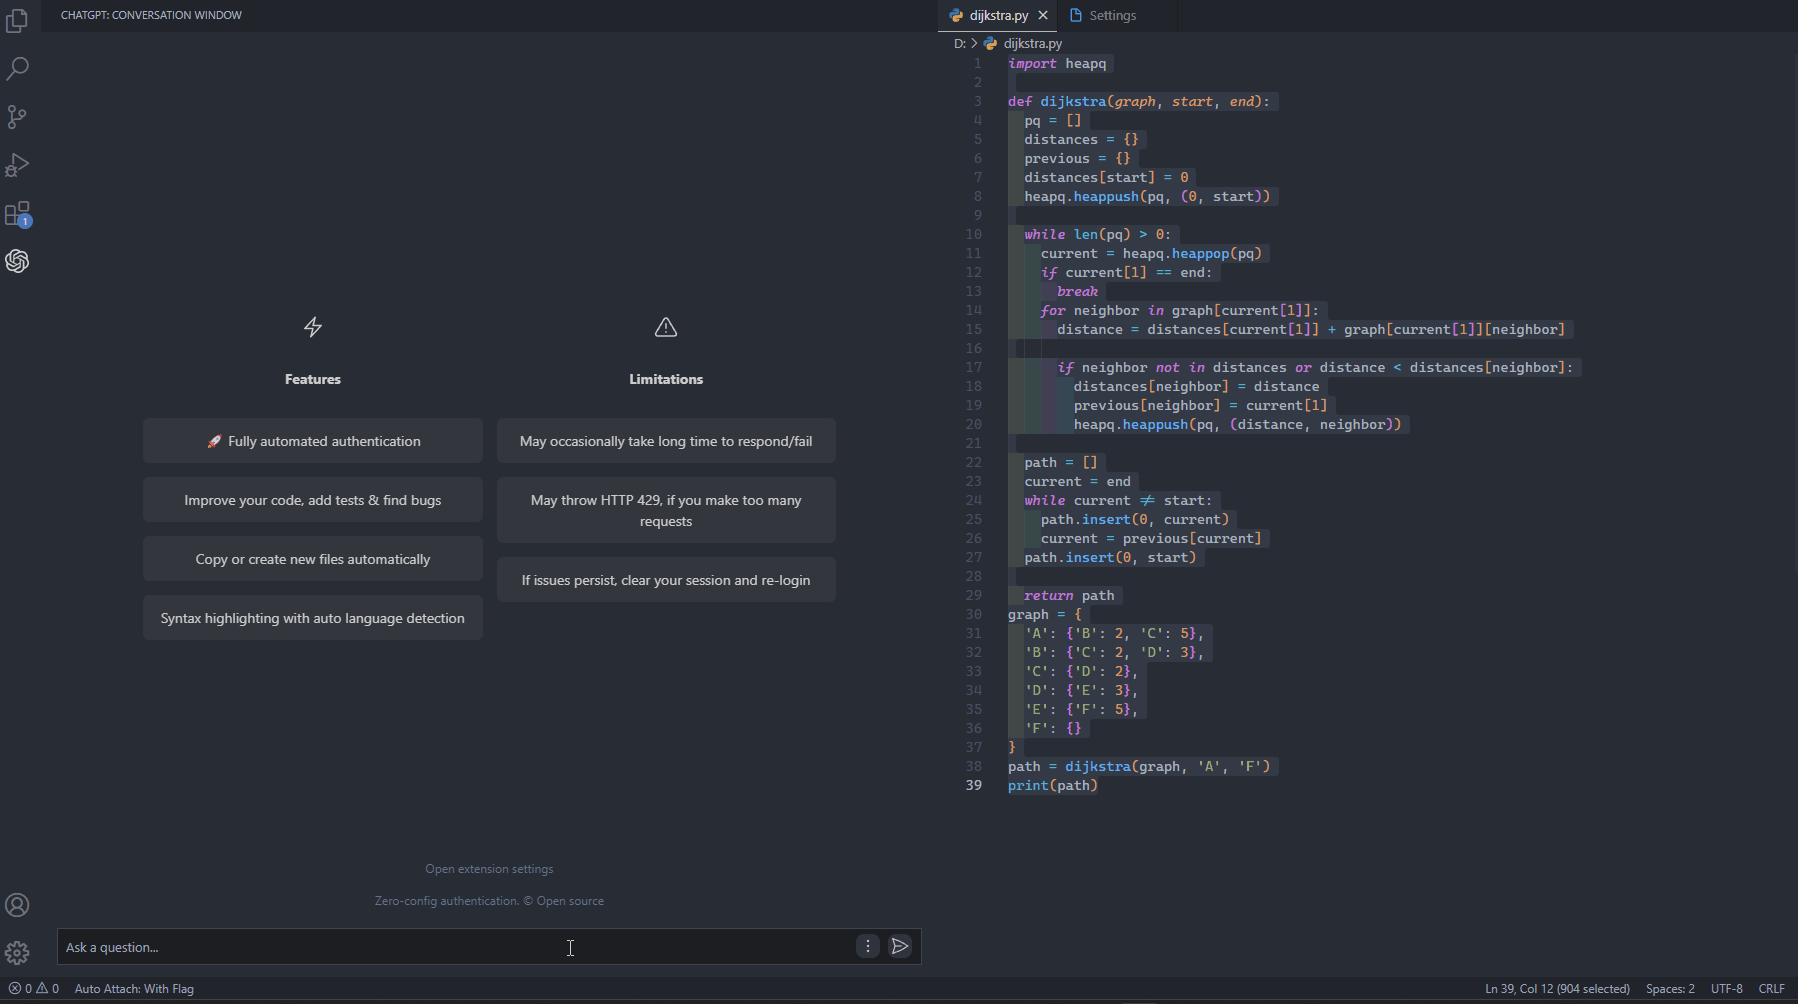 CHATGPT: CONVERSATION WINDOW
Features
🚀 Fully automated authentication
Improve your code, add tests & find bugs
Copy or create new files automatically
Syntax highlighting with auto language detection
Limitations
May occasionally take long time to respond/fail
May throw HTTP 429, if you make too many
requests
If issues persist, clear your session and re-login
Open extension settings
Zero-config authentication. © Open source
Ask a question...
dijkstra.py
Settings
D: > dijkstra.py
1 import heapq
2
3 def dijkstra(graph, start, end):
4   pq = []
5   distances = {}
6   previous = {}
7   distances[start] = 0
8   heapq.heappush(pq, (0, start))
9
10   while len(pq) > 0:
11     current = heapq.heappop(pq)
12     if current[1] == end:
13       break
14     for neighbor in graph[current[1]]:
15       distance = distances[current[1]] + graph[current[1]][neighbor]
16
17       if neighbor not in distances or distance < distances[neighbor]:
18         distances[neighbor] = distance
19         previous[neighbor] = current[1]
20         heapq.heappush(pq, (distance, neighbor))
21
22   path = []
23   current = end
24   while current ≠ start:
25     path.insert(0, current)
26     current = previous[current]
27   path.insert(0, start)
28
29   return path
30 graph = {
31   'A': {'B': 2, 'C': 5},
32   'B': {'C': 2, 'D': 3},
33   'C': {'D': 2},
34   'D': {'E': 3},
35   'E': {'F': 5},
36   'F': {}
37 }
38 path = dijkstra(graph, 'A', 'F')
39 print(path)
1
0 0 Auto Attach: With Flag
Ln 39, Col 12 (904 selected) Spaces: 2 UTF-8 CRLF